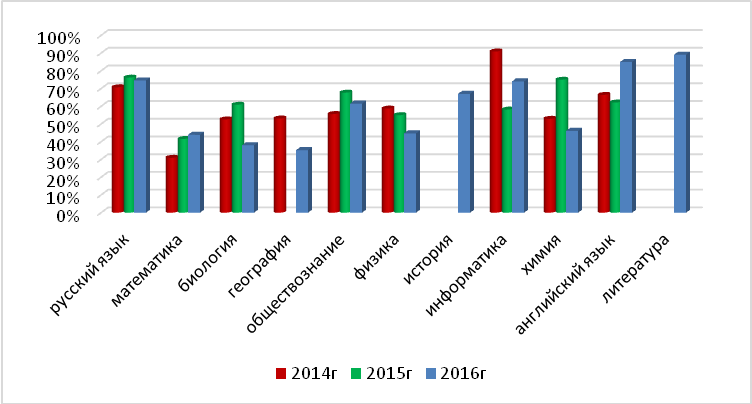 100%
90%
80%
70%
60%
50%
40%
30%
20%
10%
0%
русский язык
математика
биология
география
обществознание
физика
история
информатика
химия
английский язык
литература
2014г 2015г 2016г